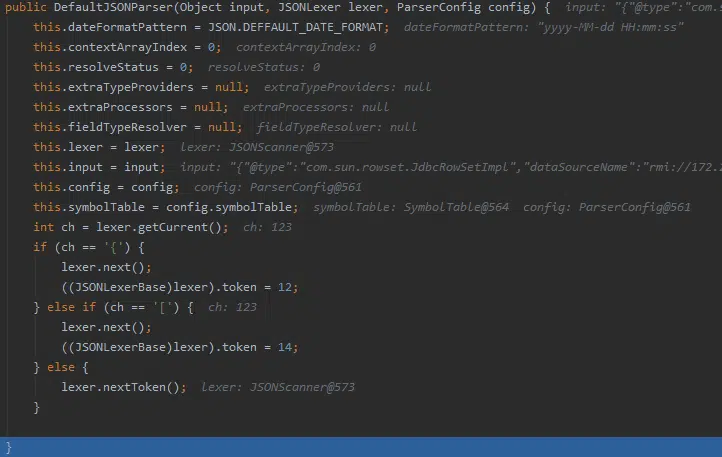 public DefaultJSONParser(Object input, JSONLexer lexer, ParserConfig config) {  input: "{"@type":"com.s
this.dateFormatPattern = JSON.DEFFAULT_DATE_FORMAT;  dateFormatPattern: "yyyy-MM-dd HH:mm:ss"
this.contextArrayIndex = 0;  contextArrayIndex: 0
this.resolveStatus = 0;  resolveStatus: 0
this.extraTypeProviders = null;  extraTypeProviders: null
this.extraProcessors = null;  extraProcessors: null
this.fieldTypeResolver = null;  fieldTypeResolver: null
this.lexer = lexer;  lexer: JSONScanner@573
this.input = input;  input: "{"@type":"com.sun.rowset.JdbcRowSetImpl","dataSourceName":"rmi://172.2
this.config = config;  config: ParserConfig@561
this.symbolTable = config.symbolTable;  symbolTable: SymbolTable@564  config: ParserConfig@561
int ch = lexer.getCurrent();  ch: 123
if (ch == '{') {
lexer.next();
((JSONLexerBase)lexer).token = 12;
} else if (ch == '[') {  ch: 123
lexer.next();
((JSONLexerBase)lexer).token = 14;
} else {
lexer.nextToken();  lexer: JSONScanner@573
}
}